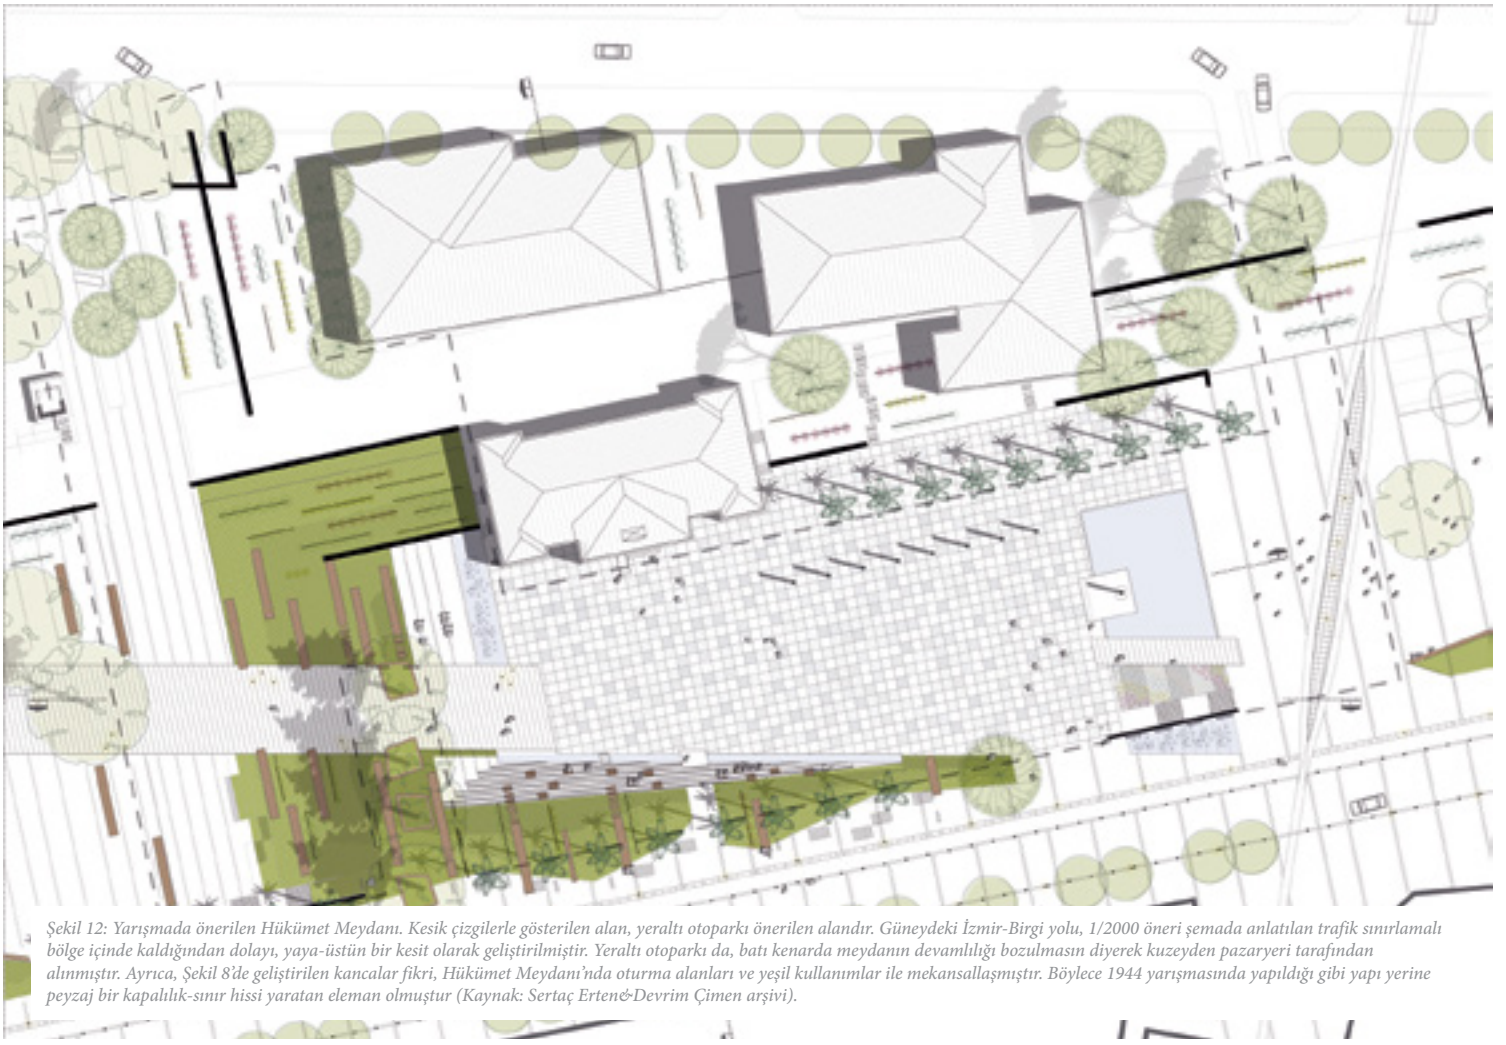 Şekil 12: Yarışmada önerilen Hükümet Meydanı. Kesik çizgilerle gösterilen alan, yeraltı otoparkı önerilen alandır. Güneydeki İzmir-Birgi yolu, 1/2000 öneri şemada anlatılan trafik sınırlamalı
bölge içinde kaldığından dolayı, yaya-üstün bir kesit olarak geliştirilmiştir. Yeraltı otoparkı da, batı kenarda meydanın devamlılığı bozulmasın diyerek kuzeyden pazaryeri tarafından
alınmıştır. Ayrıca, Şekil 8'de geliştirilen kancalar fikri, Hükümet Meydanı'nda oturma alanları ve yeşil kullanımlar ile mekansallaşmıştır. Böylece 1944 yarışmasında yapıldığı gibi yapı yerine
peyzaj bir kapalılık-sınır hissi yaratan eleman olmuştur (Kaynak: Sertaç Erten&Devrim Çimen arşivi).